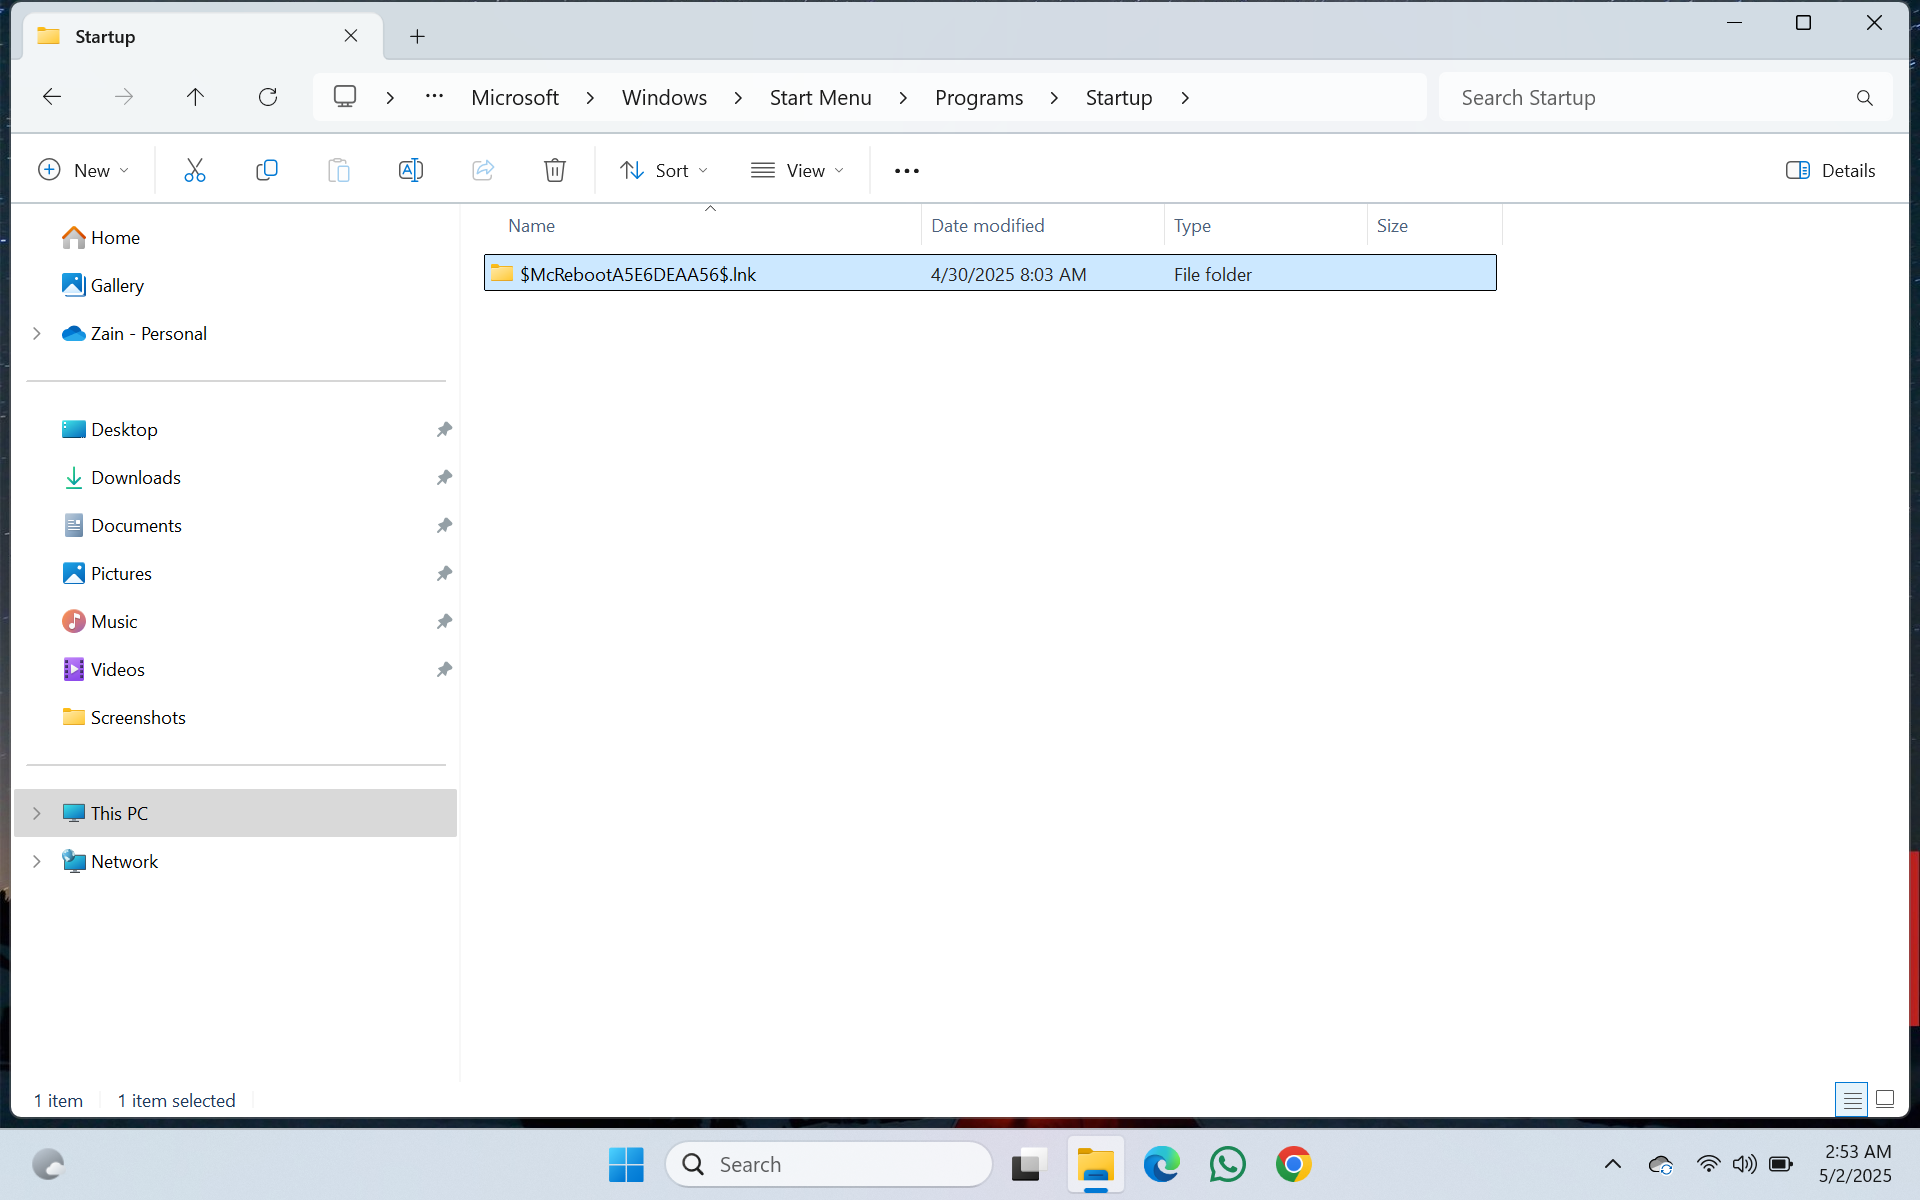 Startup
Microsoft
Windows
Start Menu
Programs
Startup
Search Startup
New
Sort
View
Details
Name
Date modified
Type
Size
$McRebootA5E6DEAA56$.lnk
4/30/2025 8:03 AM
File folder
Home
Gallery
Zain - Personal
Desktop
Downloads
Documents
Pictures
Music
Videos
Screenshots
This PC
Network
1 item
1 item selected
Search
2:53 AM
5/2/2025